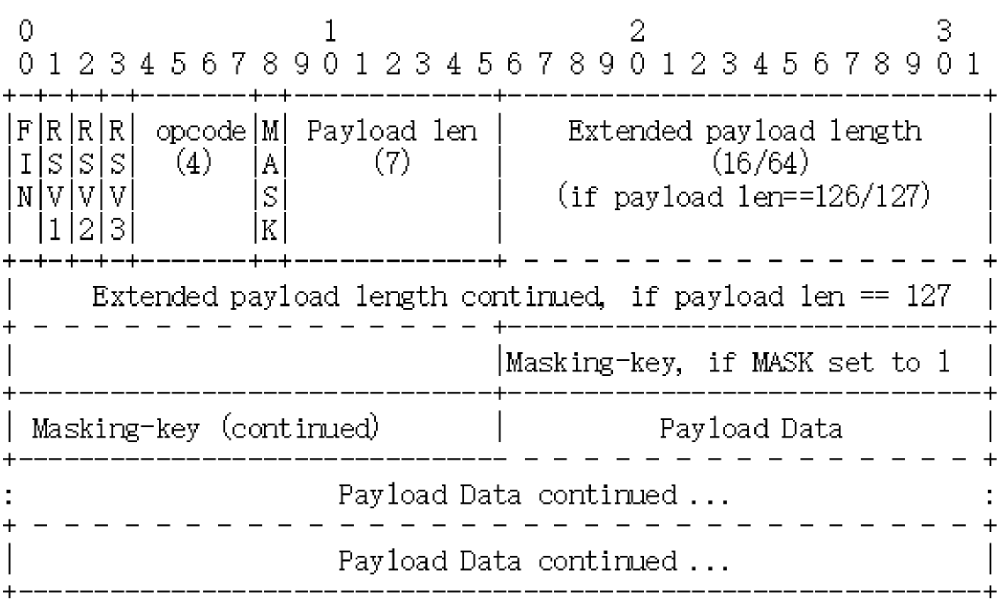 0 1 2 3
0 1 2 3 4 5 6 7 8 9 0 1 2 3 4 5 6 7 8 9 0 1 2 3 4 5 6 7 8 9 0 1
+-+-+-+-+-------+-+-------------+-------------------------------+
|F|R|R|R| opcode|M| Payload len | Extended payload length |
|I|S|S|S| (4) |A| (7) | (16/64) |
|N|V|V|V| |S| | (if payload len==126/127) |
| |1|2|3| |K| | |
+-+-+-+-+-------+-+-------------+ - - - - - - - - - - - - - - - +
| Extended payload length continued, if payload len == 127 |
+ - - - - - - - - - - - - - - - +-------------------------------+
| |Masking-key, if MASK set to 1 |
+-------------------------------+-------------------------------+
| Masking-key (continued) | Payload Data |
+-------------------------------- - - - - - - - - - - - - - - - +
: Payload Data continued ... :
+ - - - - - - - - - - - - - - - - - - - - - - - - - - - - - - - +
| Payload Data continued ... |
+---------------------------------------------------------------+